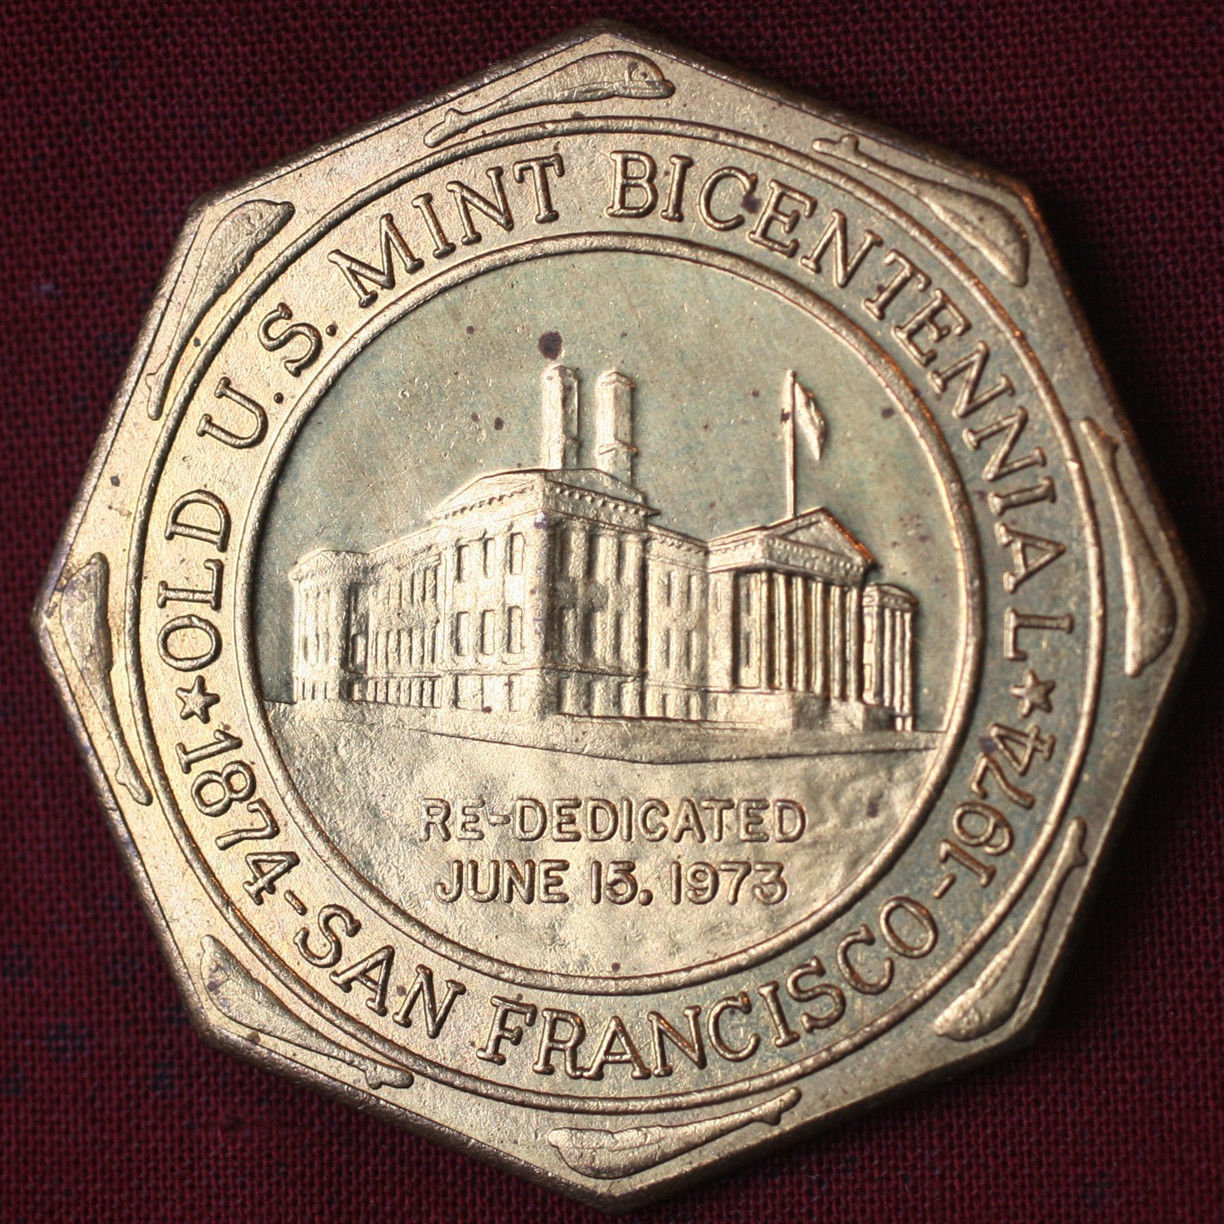 OLD U.S. MINT BICENTENNIAL
1874-SAN FRANCISCO-1974
RE-DEDICATED
JUNE 15. 1973